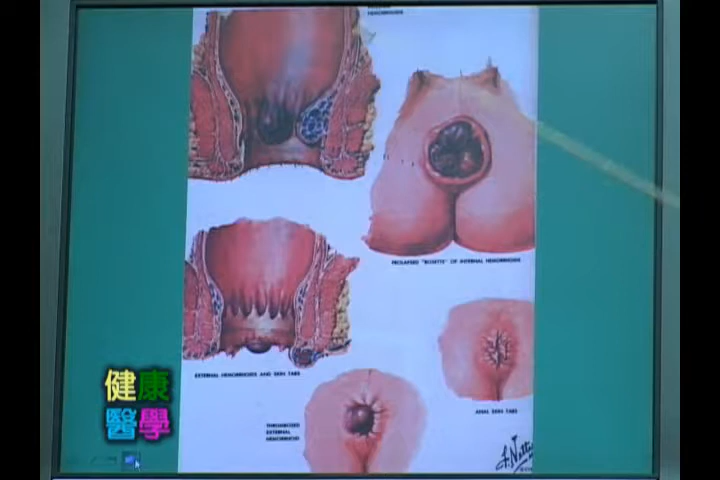 HEMORRHOIDS
PROLAPSED "ROSETTE" OF INTERNAL HEMORRHOIDS
EXTERNAL HEMORRHOIDS AND SKIN TABS
ANAL SKIN TABS
THROMBOSED
EXTERNAL
HEMORRHOID
健康
醫學